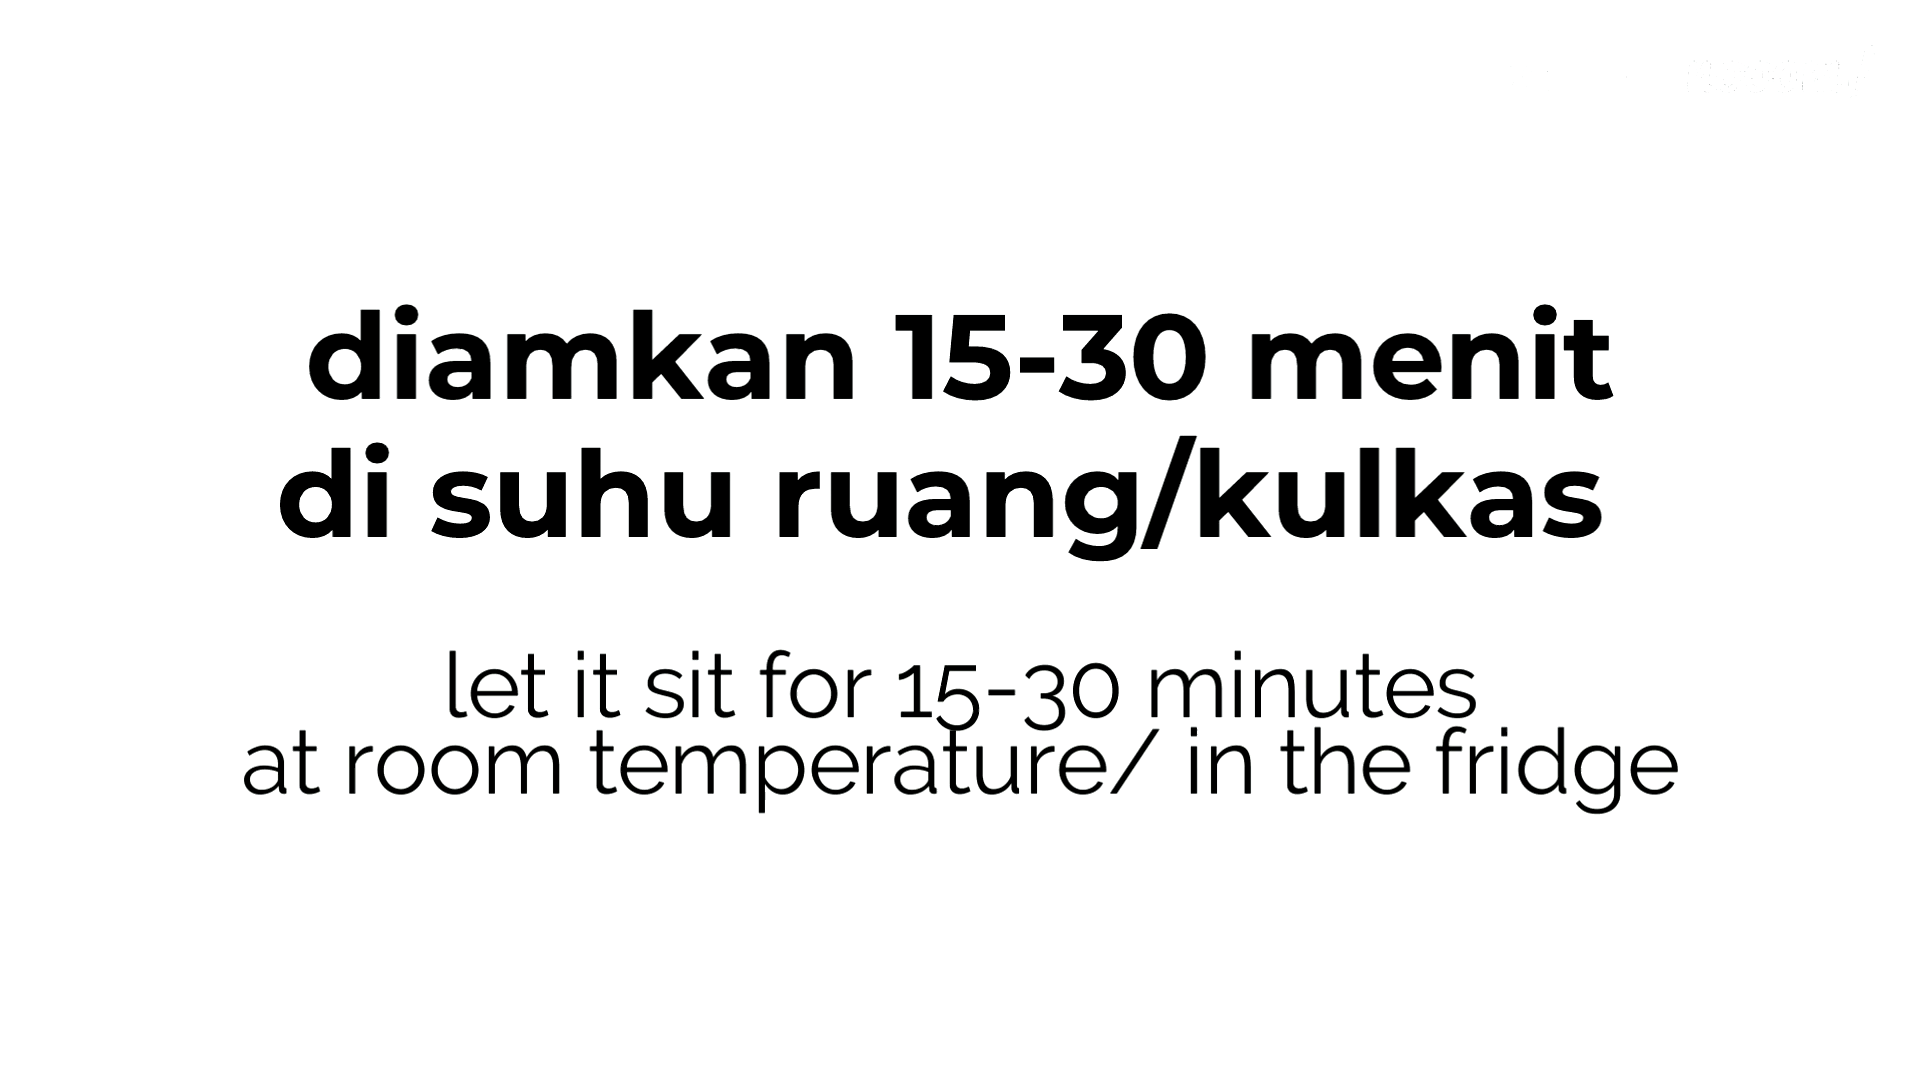 diamkan 15-30 menit
di suhu ruang/kulkas
let it sit for 15-30 minutes
at room temperature/ in the fridge